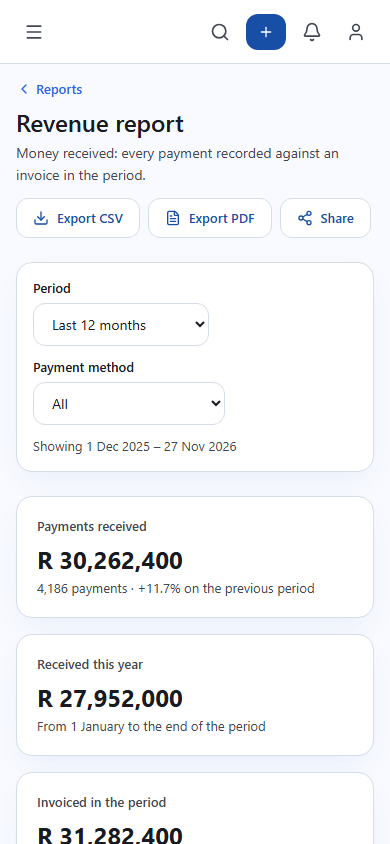 Reports
Revenue report
Money received: every payment recorded against an
invoice in the period.
Export CSV
Export PDF
Share
Period
Last 12 months
Payment method
All
Showing 1 Dec 2025 – 27 Nov 2026
Payments received
R 30,262,400
4,186 payments · +11.7% on the previous period
Received this year
R 27,952,000
From 1 January to the end of the period
Invoiced in the period
R 31,282,400